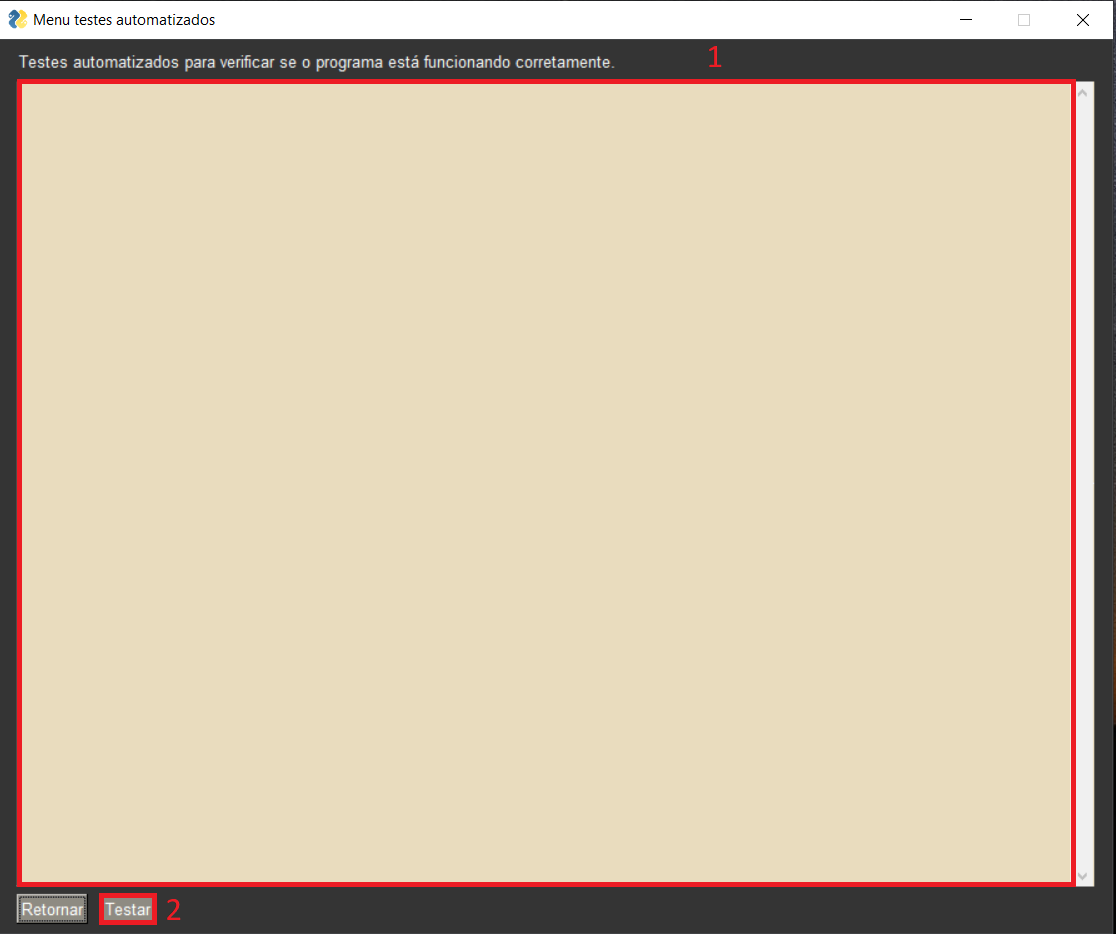 Menu testes automatizados
Testes automatizados para verificar se o programa está funcionando corretamente.
1
Retornar
Testar
2